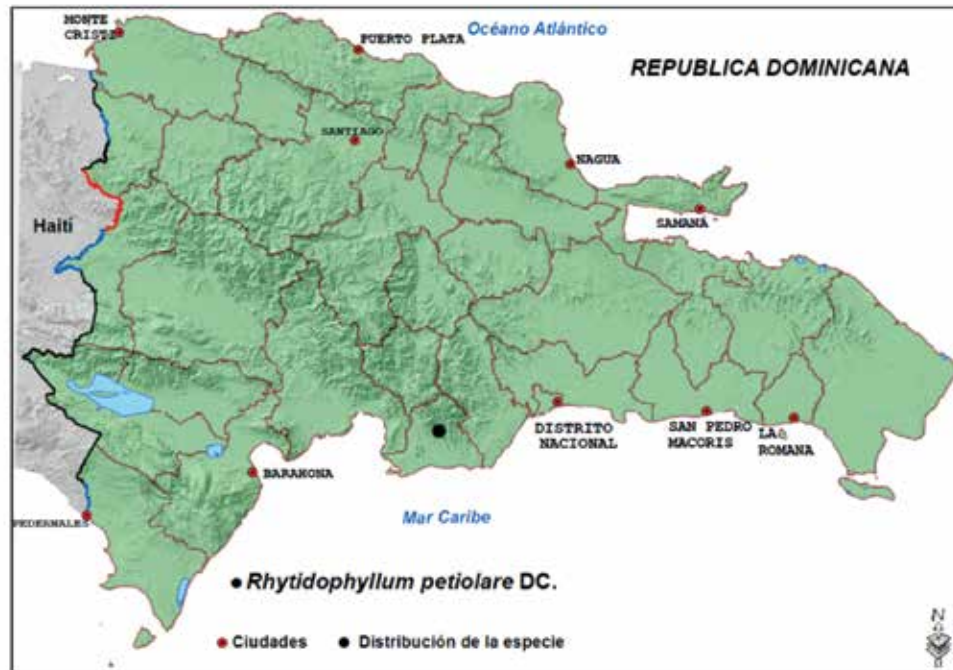 MONTE
CRISTI
PUERTO PLATA
Océano Atlántico
REPUBLICA DOMINICANA
SANTIAGO
NAGUA
Haití
SAMANÁ
DISTRITO
NACIONAL
SAN PEDRO
MACORIS
LA
ROMANA
BARAHONA
PEDERNALES
Mar Caribe
Rhytidophyllum petiolare DC.
Ciudades
Distribución de la especie
N